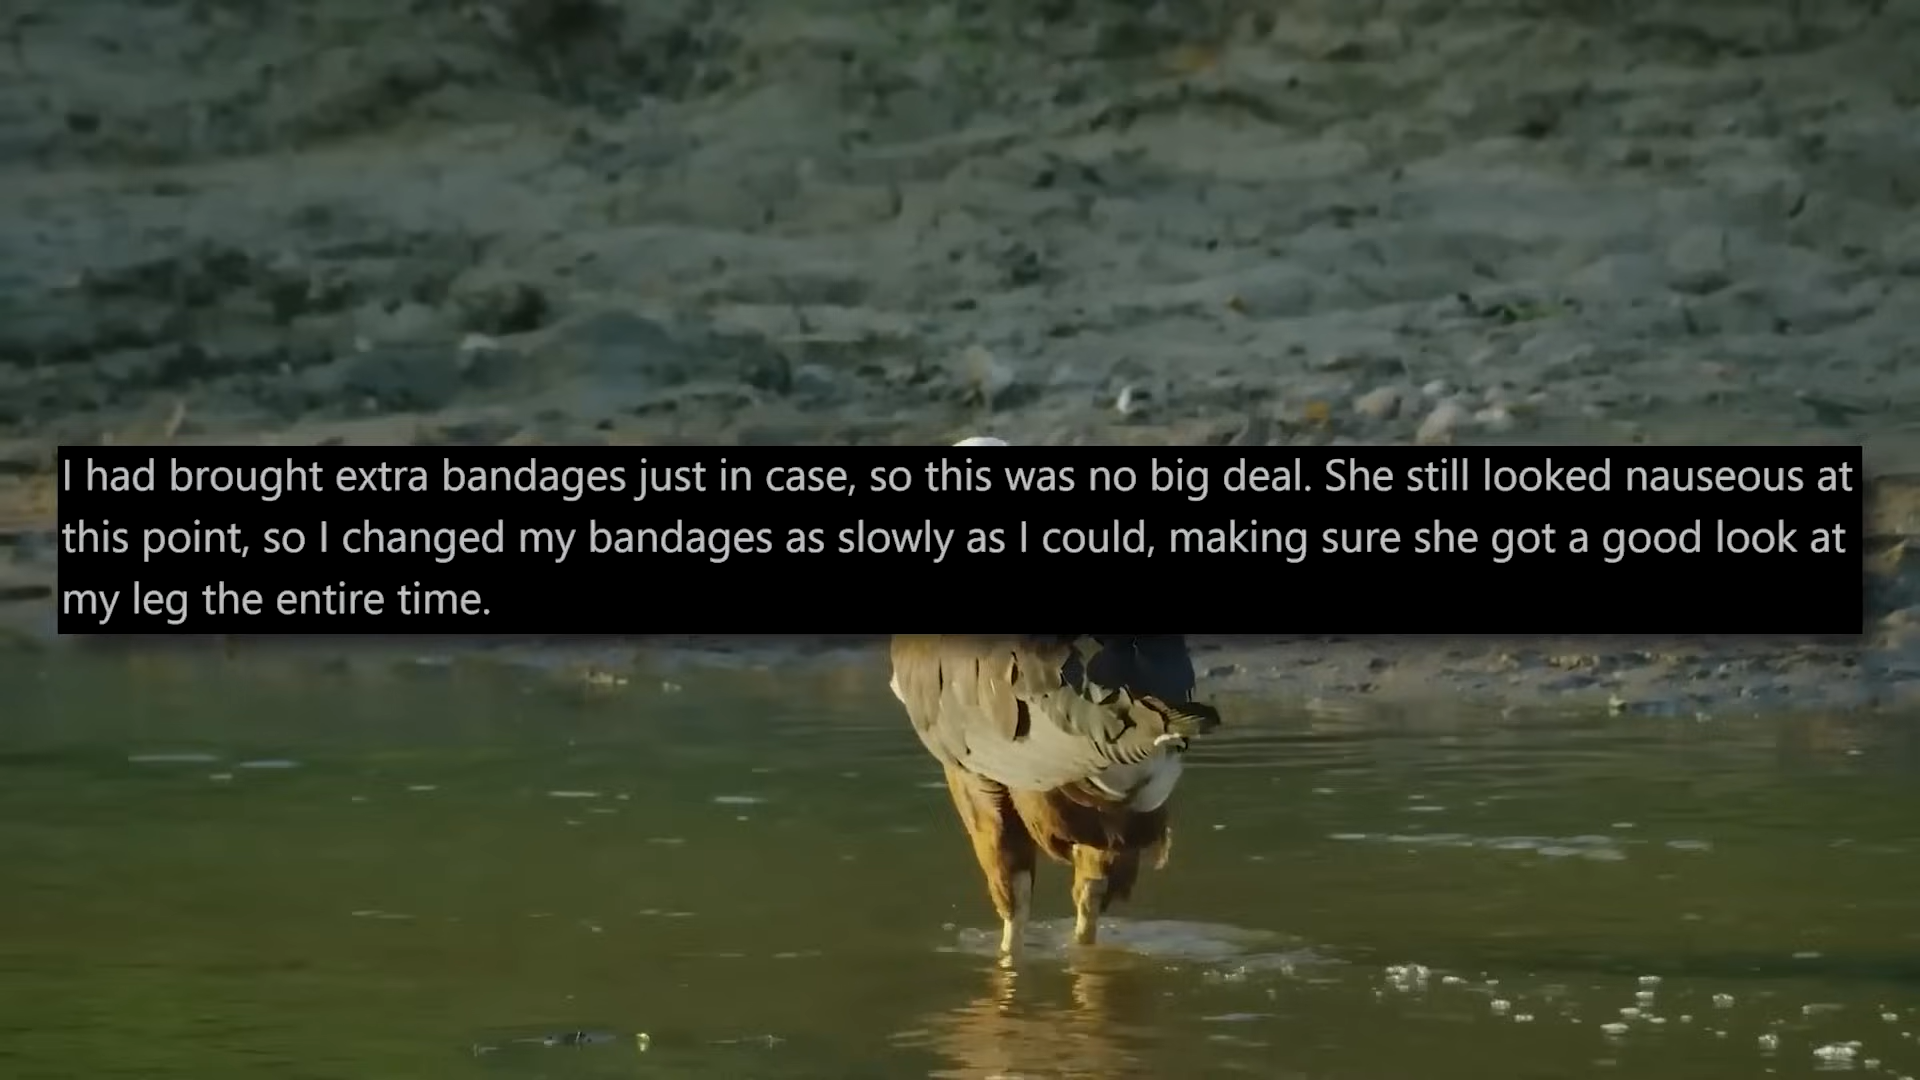 I had brought extra bandages just in case, so this was no big deal. She still looked nauseous at
this point, so I changed my bandages as slowly as I could, making sure she got a good look at
my leg the entire time.